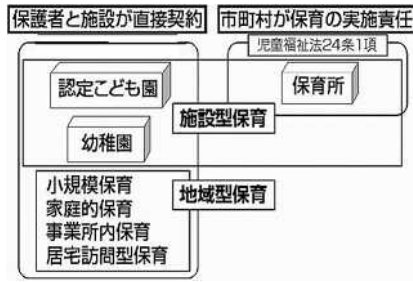 保護者と施設が直接契約
市町村が保育の実施責任
児童福祉法24条1項
認定こども園
保育所
施設型保育
幼稚園
小規模保育
家庭的保育
事業所内保育
居宅訪問型保育
地域型保育